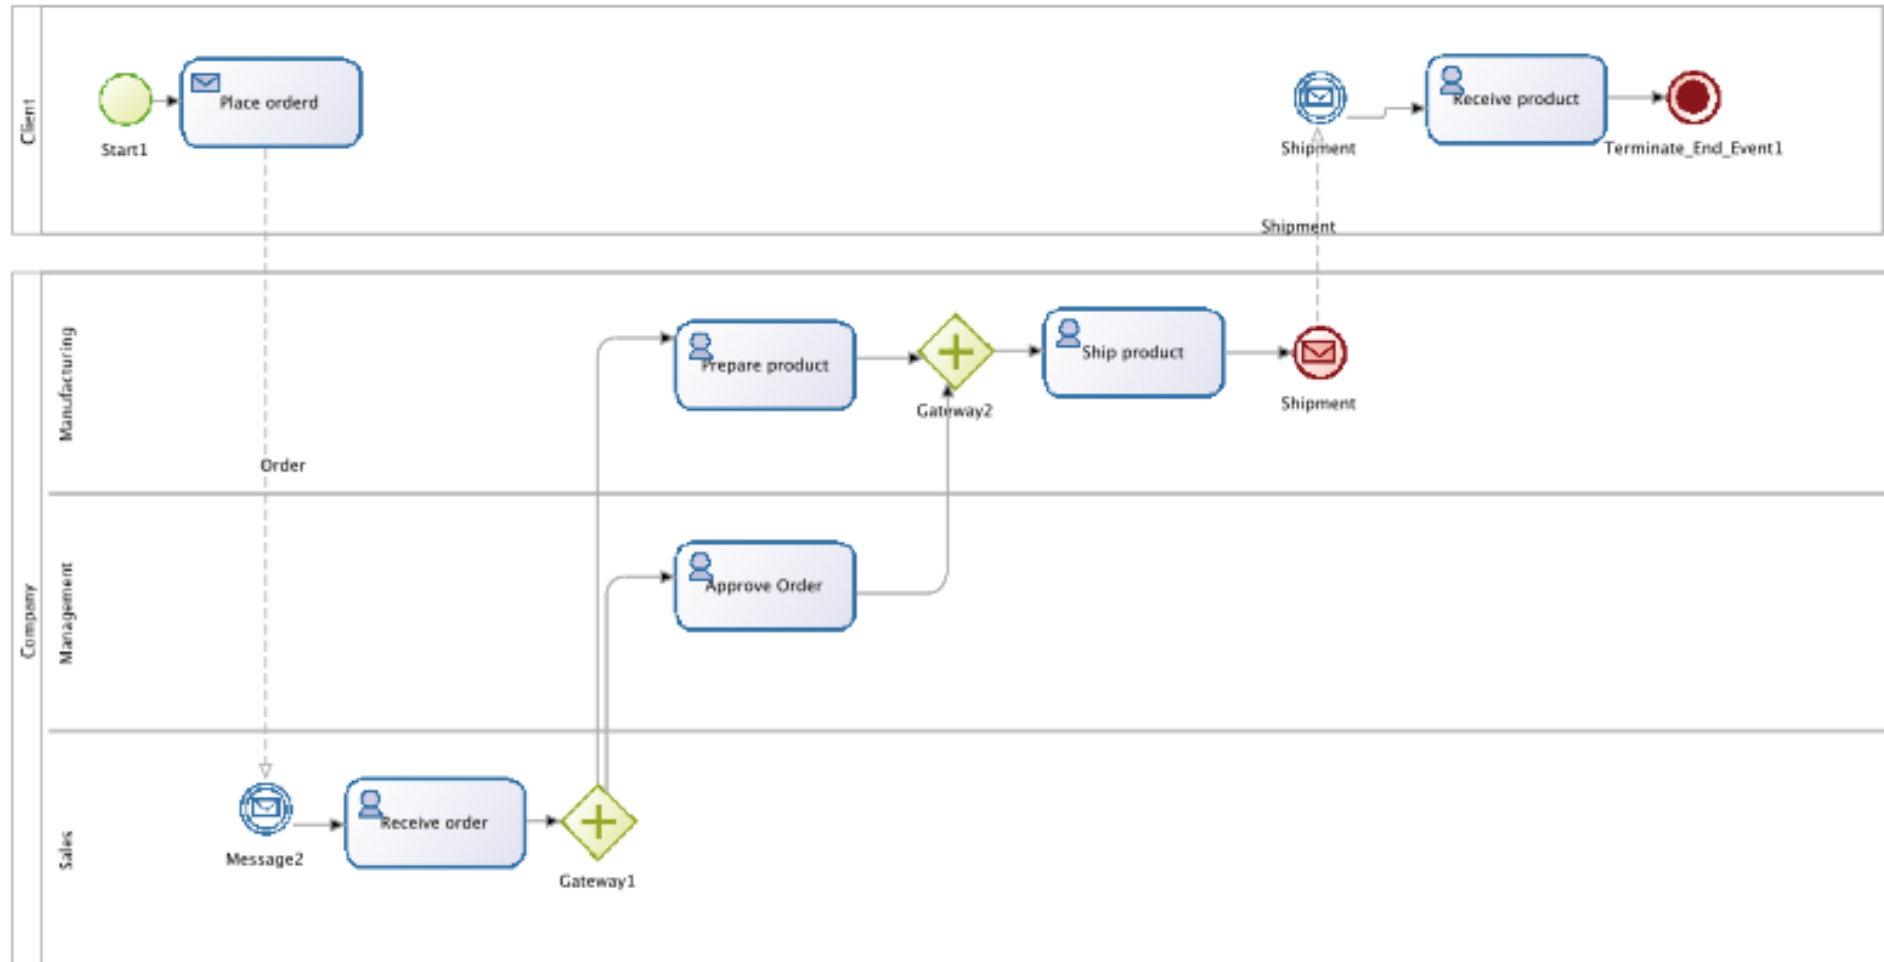 Client
Start1
Place orderd
Shipment
Receive product
Terminate_End_Event1
Shipment
Company
Manufacturing
Prepare product
Gateway2
Ship product
Shipment
Order
Management
Approve Order
Sales
Message2
Receive order
Gateway1